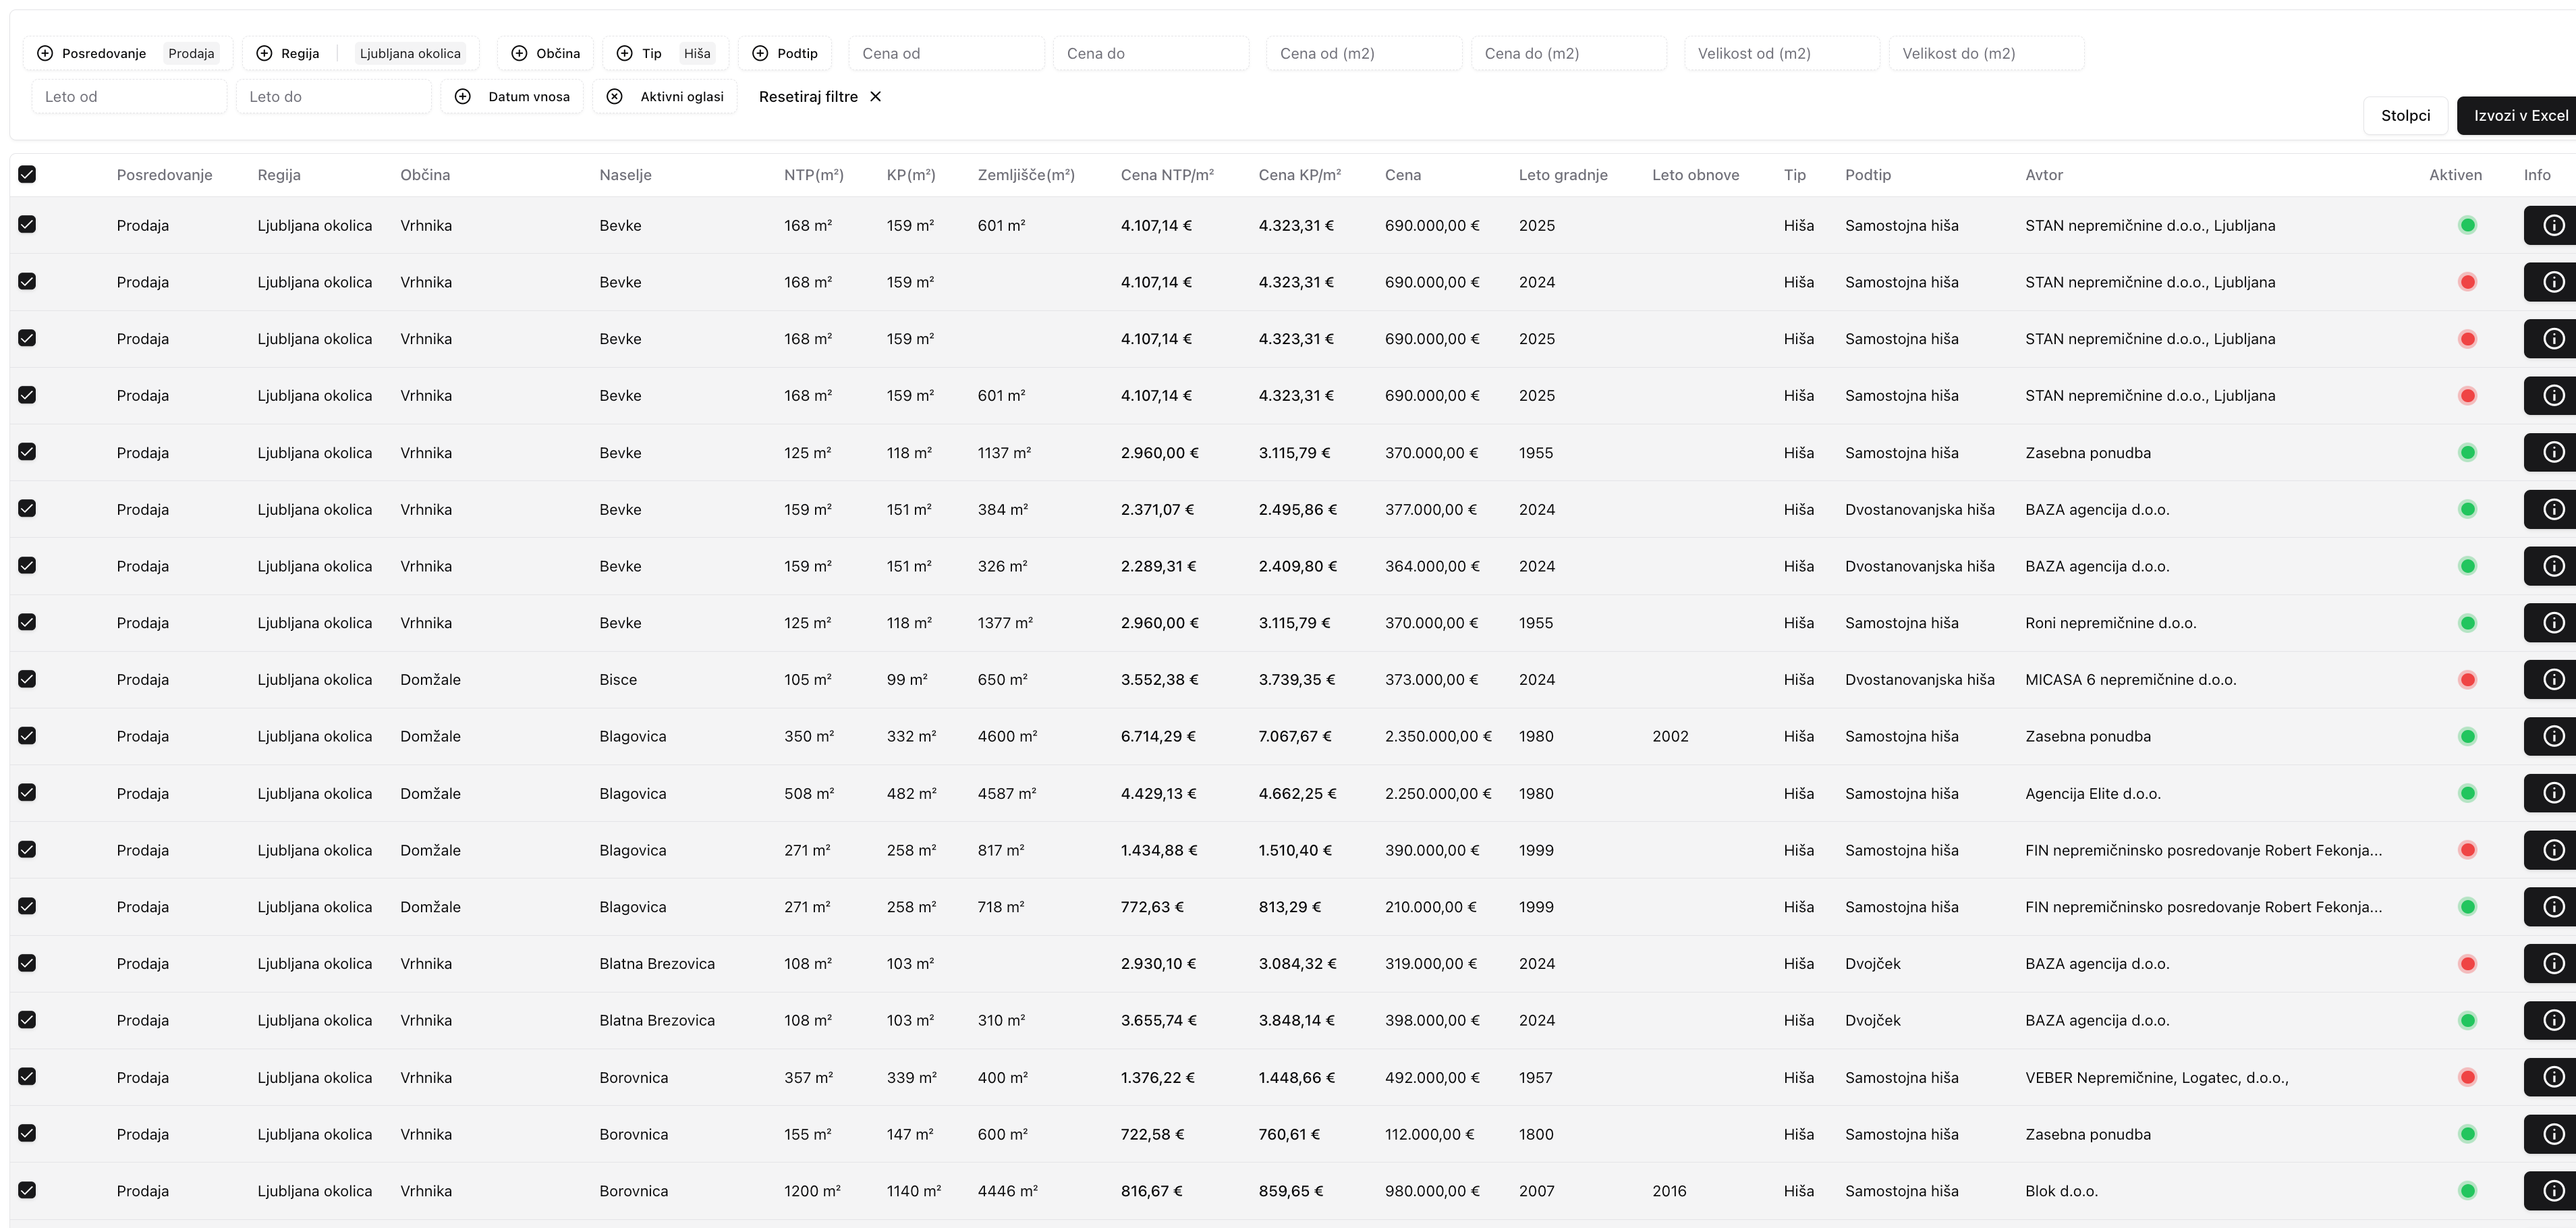 Posredovanje Prodaja Regija Ljubljana okolica Občina Tip Hiša Podtip Cena od Cena do Cena od (m2) Cena do (m2) Velikost od (m2) Velikost do (m2)
Leto od Leto do Datum vnosa Aktivni oglasi Resetiraj filtre
Stolpci Izvozi v Excel
Posredovanje Regija Občina Naselje NTP(m²) KP(m²) Zemljišče(m²) Cena NTP/m² Cena KP/m² Cena Leto gradnje Leto obnove Tip Podtip Avtor Aktiven Info
Prodaja Ljubljana okolica Vrhnika Bevke 168 m² 159 m² 601 m² 4.107,14 € 4.323,31 € 690.000,00 € 2025 Hiša Samostojna hiša STAN nepremičnine d.o.o., Ljubljana
Prodaja Ljubljana okolica Vrhnika Bevke 168 m² 159 m² 4.107,14 € 4.323,31 € 690.000,00 € 2024 Hiša Samostojna hiša STAN nepremičnine d.o.o., Ljubljana
Prodaja Ljubljana okolica Vrhnika Bevke 168 m² 159 m² 4.107,14 € 4.323,31 € 690.000,00 € 2025 Hiša Samostojna hiša STAN nepremičnine d.o.o., Ljubljana
Prodaja Ljubljana okolica Vrhnika Bevke 168 m² 159 m² 601 m² 4.107,14 € 4.323,31 € 690.000,00 € 2025 Hiša Samostojna hiša STAN nepremičnine d.o.o., Ljubljana
Prodaja Ljubljana okolica Vrhnika Bevke 125 m² 118 m² 1137 m² 2.960,00 € 3.115,79 € 370.000,00 € 1955 Hiša Samostojna hiša Zasebna ponudba
Prodaja Ljubljana okolica Vrhnika Bevke 159 m² 151 m² 384 m² 2.371,07 € 2.495,86 € 377.000,00 € 2024 Hiša Dvostanovanjska hiša BAZA agencija d.o.o.
Prodaja Ljubljana okolica Vrhnika Bevke 159 m² 151 m² 326 m² 2.289,31 € 2.409,80 € 364.000,00 € 2024 Hiša Dvostanovanjska hiša BAZA agencija d.o.o.
Prodaja Ljubljana okolica Vrhnika Bevke 125 m² 118 m² 1377 m² 2.960,00 € 3.115,79 € 370.000,00 € 1955 Hiša Samostojna hiša Roni nepremičnine d.o.o.
Prodaja Ljubljana okolica Domžale Bisce 105 m² 99 m² 650 m² 3.552,38 € 3.739,35 € 373.000,00 € 2024 Hiša Dvostanovanjska hiša MICASA 6 nepremičnine d.o.o.
Prodaja Ljubljana okolica Domžale Blagovica 350 m² 332 m² 4600 m² 6.714,29 € 7.067,67 € 2.350.000,00 € 1980 2002 Hiša Samostojna hiša Zasebna ponudba
Prodaja Ljubljana okolica Domžale Blagovica 508 m² 482 m² 4587 m² 4.429,13 € 4.662,25 € 2.250.000,00 € 1980 Hiša Samostojna hiša Agencija Elite d.o.o.
Prodaja Ljubljana okolica Domžale Blagovica 271 m² 258 m² 817 m² 1.434,88 € 1.510,40 € 390.000,00 € 1999 Hiša Samostojna hiša FIN nepremičninsko posredovanje Robert Fekonja...
Prodaja Ljubljana okolica Domžale Blagovica 271 m² 258 m² 718 m² 772,63 € 813,29 € 210.000,00 € 1999 Hiša Samostojna hiša FIN nepremičninsko posredovanje Robert Fekonja...
Prodaja Ljubljana okolica Vrhnika Blatna Brezovica 108 m² 103 m² 2.930,10 € 3.084,32 € 319.000,00 € 2024 Hiša Dvojček BAZA agencija d.o.o.
Prodaja Ljubljana okolica Vrhnika Blatna Brezovica 108 m² 103 m² 310 m² 3.655,74 € 3.848,14 € 398.000,00 € 2024 Hiša Dvojček BAZA agencija d.o.o.
Prodaja Ljubljana okolica Vrhnika Borovnica 357 m² 339 m² 400 m² 1.376,22 € 1.448,66 € 492.000,00 € 1957 Hiša Samostojna hiša VEBER Nepremičnine, Logatec, d.o.o.,
Prodaja Ljubljana okolica Vrhnika Borovnica 155 m² 147 m² 600 m² 722,58 € 760,61 € 112.000,00 € 1800 Hiša Samostojna hiša Zasebna ponudba
Prodaja Ljubljana okolica Vrhnika Borovnica 1200 m² 1140 m² 4446 m² 816,67 € 859,65 € 980.000,00 € 2007 2016 Hiša Samostojna hiša Blok d.o.o.